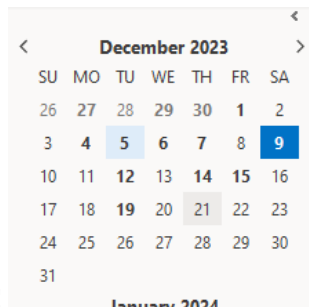 December 2023
SU MO TU WE TH FR SA
26 27 28 29 30 1 2
3 4 5 6 7 8 9
10 11 12 13 14 15 16
17 18 19 20 21 22 23
24 25 26 27 28 29 30
31
January 2024